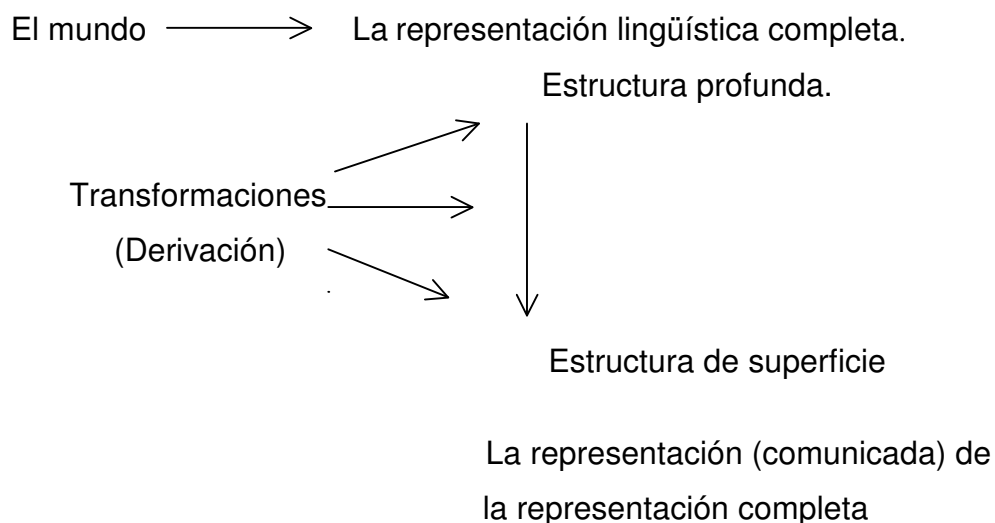 El mundo La representación lingüística completa.
Estructura profunda.
Transformaciones
(Derivación)
Estructura de superficie
La representación (comunicada) de
la representación completa